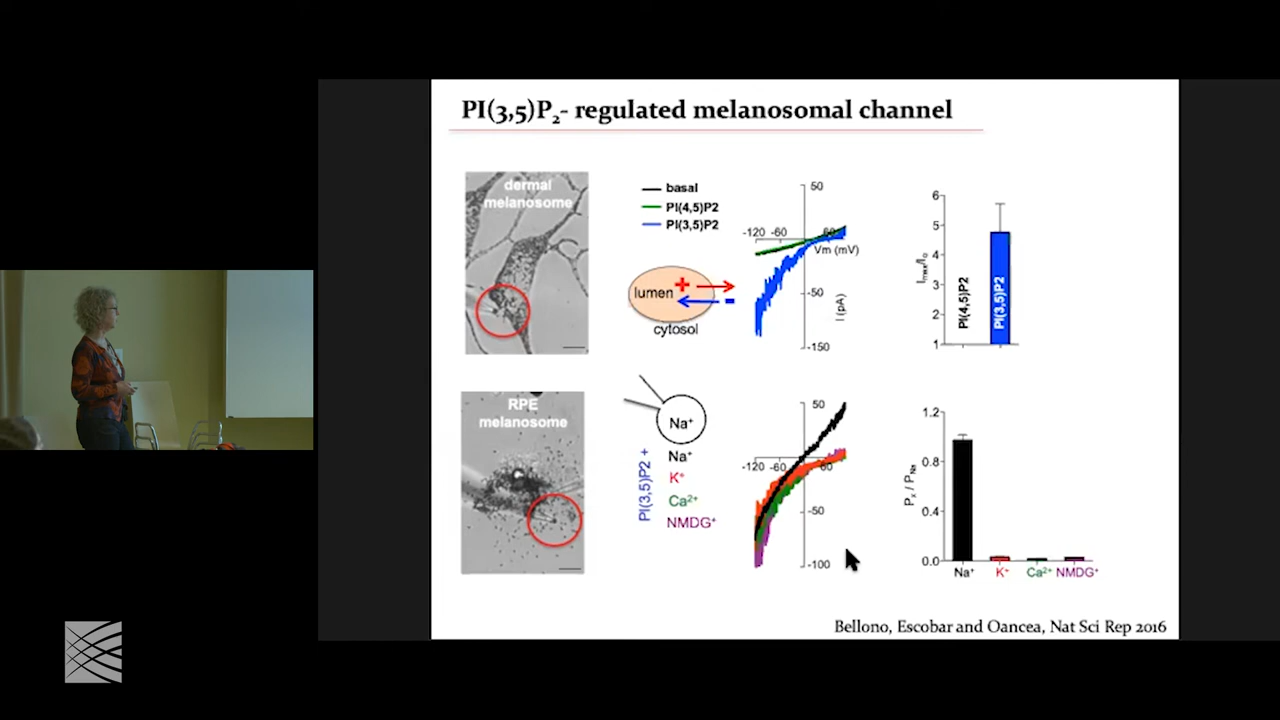 PI(3,5)P₂- regulated melanosomal channel
dermal
melanosome
basal
PI(4,5)P2
PI(3,5)P2
lumen +
-
cytosol
50
-120 -60 60
Vm (mV)
-50
I (pA)
-150
6
5
4
3
2
1
Imax/I₀
PI(4,5)P2
PI(3,5)P2
RPE
melanosome
Na⁺
PI(3,5)P2 +
Na⁺
K⁺
Ca²⁺
NMDG⁺
50
-120 -60 60
-50
-100
1.2
0.8
0.4
0.0
Pₓ / PNa
Na⁺ K⁺ Ca²⁺ NMDG⁺
Bellono, Escobar and Oancea, Nat Sci Rep 2016